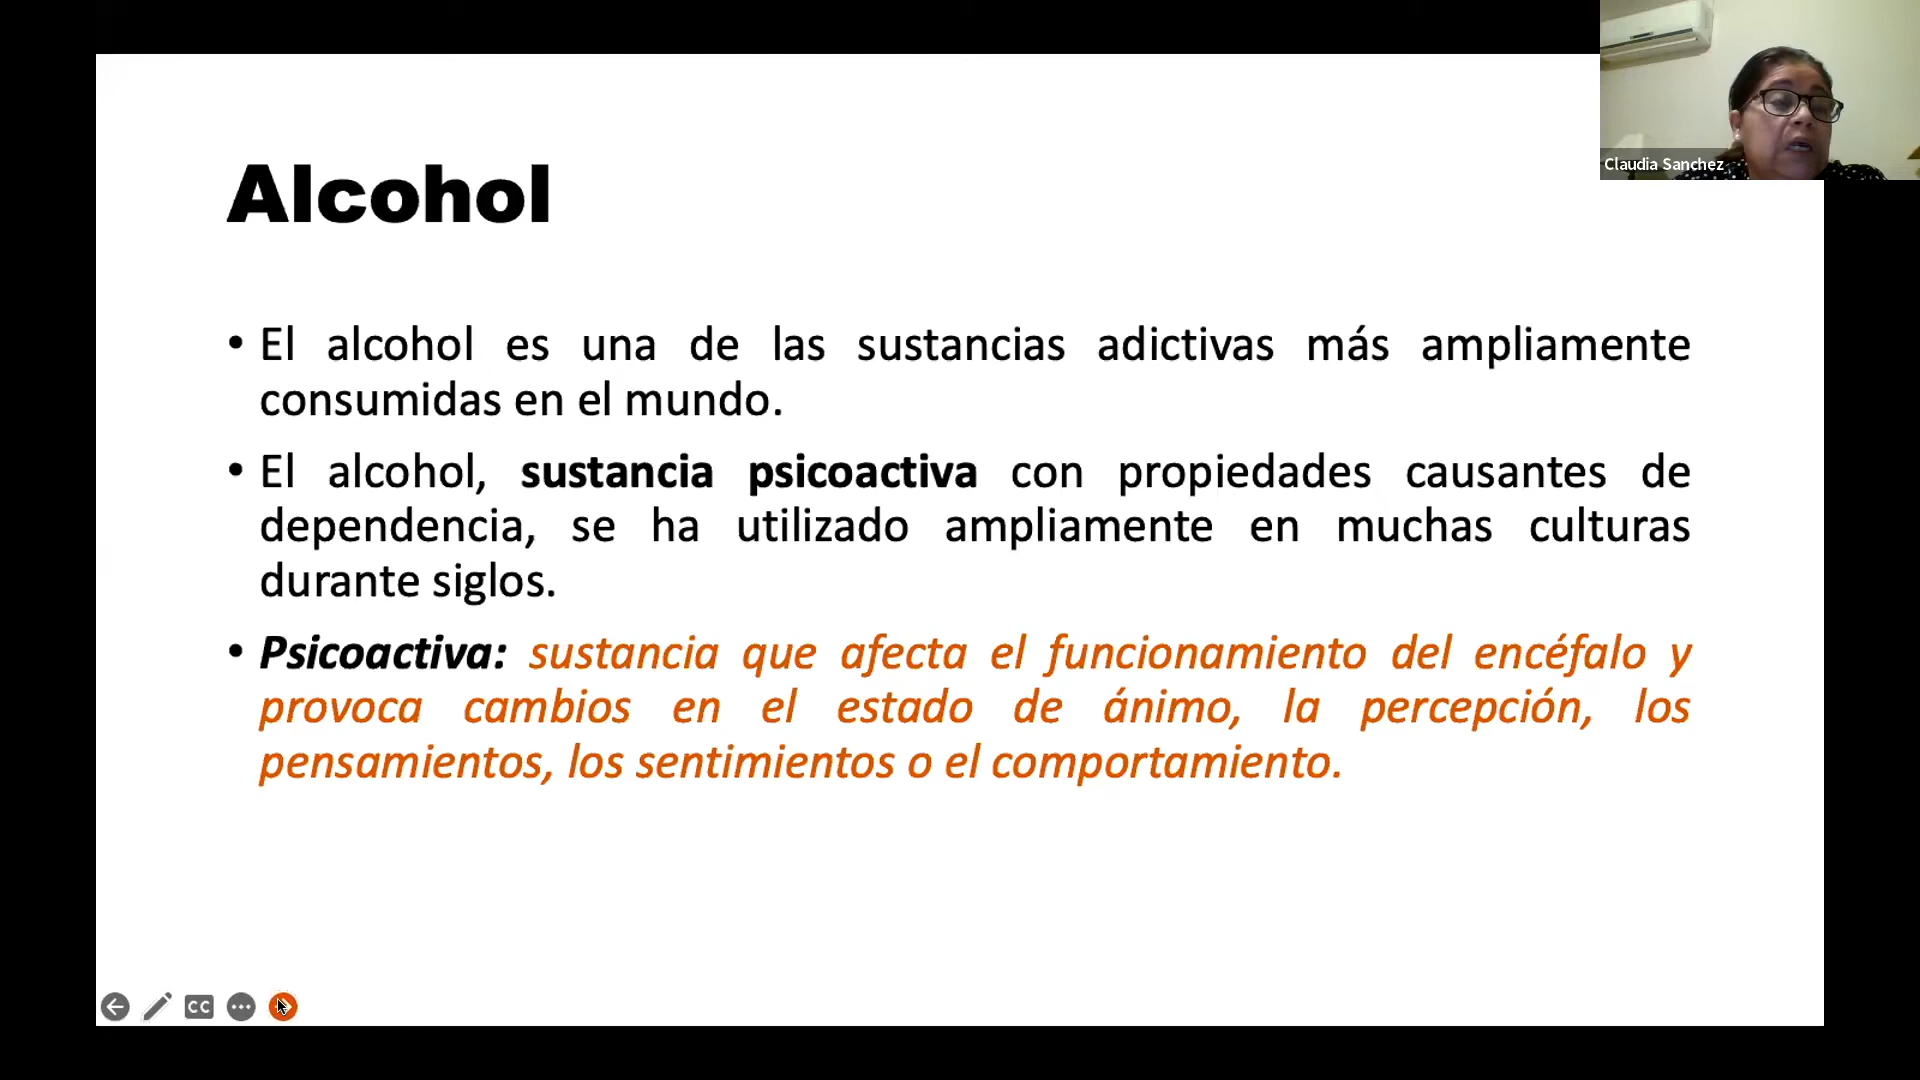 Claudia Sanchez
Alcohol
• El alcohol es una de las sustancias adictivas más ampliamente
consumidas en el mundo.
• El alcohol, sustancia psicoactiva con propiedades causantes de
dependencia, se ha utilizado ampliamente en muchas culturas
durante siglos.
• Psicoactiva: sustancia que afecta el funcionamiento del encéfalo y
provoca cambios en el estado de ánimo, la percepción, los
pensamientos, los sentimientos o el comportamiento.
CC